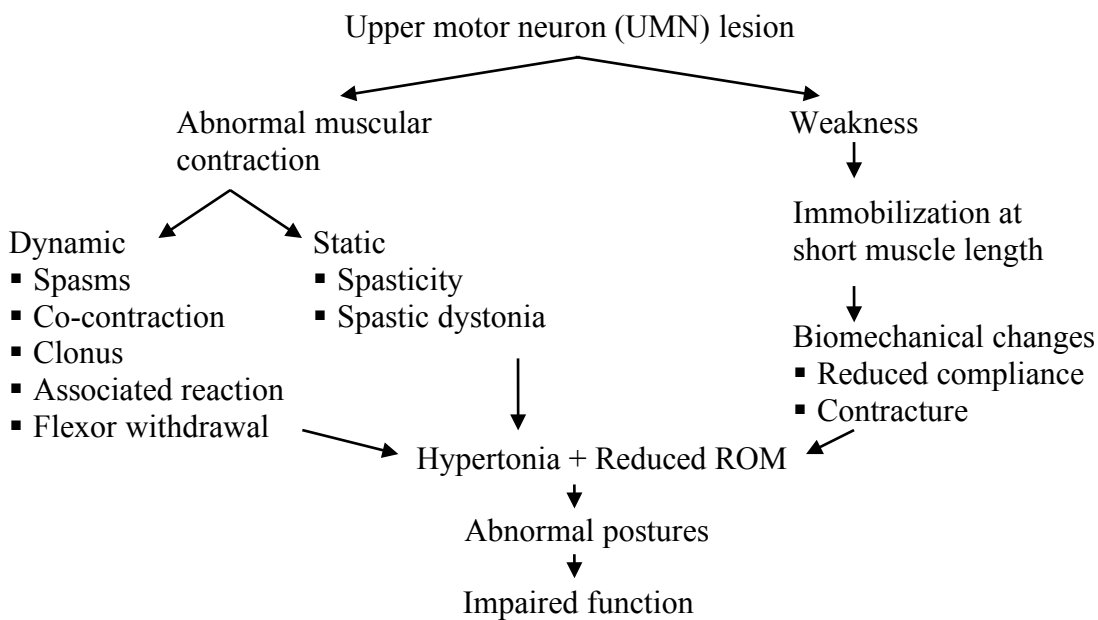 Upper motor neuron (UMN) lesion
Abnormal muscular
contraction
Weakness
Dynamic
▪ Spasms
▪ Co-contraction
▪ Clonus
▪ Associated reaction
▪ Flexor withdrawal
Static
▪ Spasticity
▪ Spastic dystonia
Immobilization at
short muscle length
Biomechanical changes
▪ Reduced compliance
▪ Contracture
Hypertonia + Reduced ROM
Abnormal postures
Impaired function